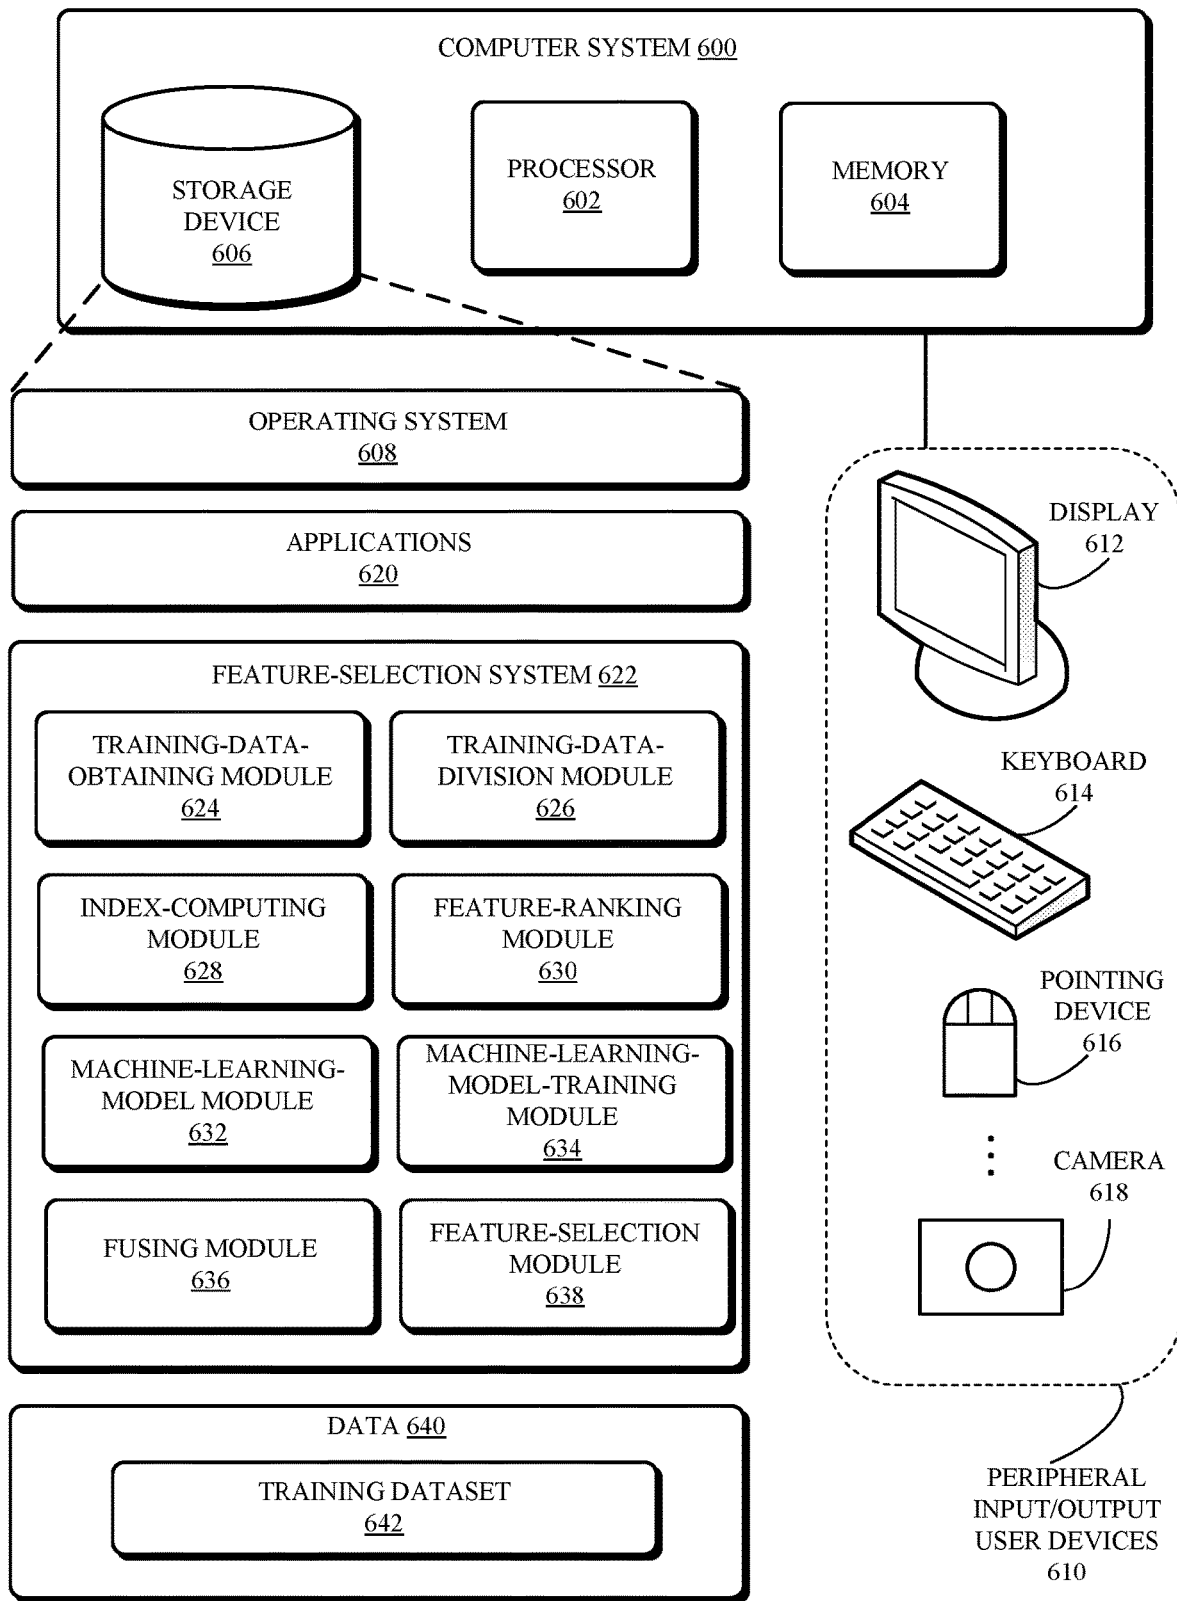 COMPUTER SYSTEM 600
STORAGE
DEVICE
606
PROCESSOR
602
MEMORY
604
OPERATING SYSTEM
608
APPLICATIONS
620
FEATURE-SELECTION SYSTEM 622
TRAINING-DATA-
OBTAINING MODULE
624
TRAINING-DATA-
DIVISION MODULE
626
INDEX-COMPUTING
MODULE
628
FEATURE-RANKING
MODULE
630
MACHINE-LEARNING-
MODEL MODULE
632
MACHINE-LEARNING-
MODEL-TRAINING
MODULE
634
FUSING MODULE
636
FEATURE-SELECTION
MODULE
638
DATA 640
TRAINING DATASET
642
DISPLAY
612
KEYBOARD
614
POINTING
DEVICE
616
CAMERA
618
PERIPHERAL
INPUT/OUTPUT
USER DEVICES
610